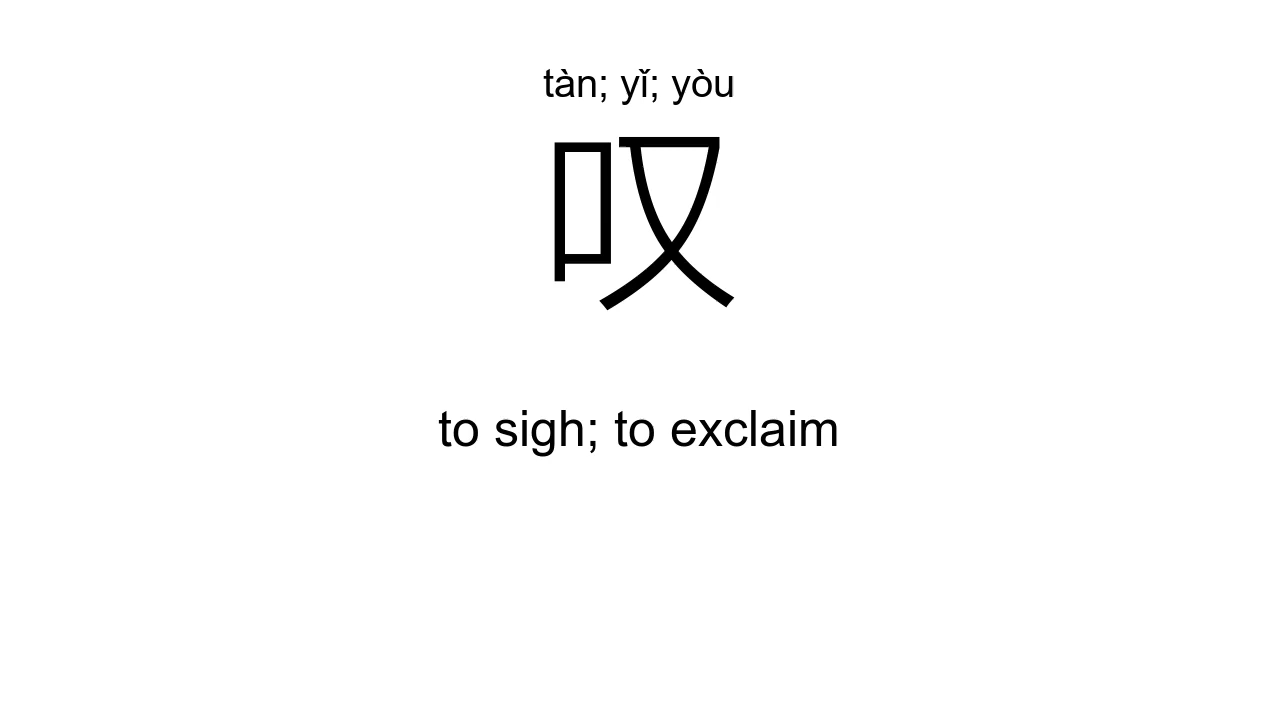 tàn; yǐ; yòu
叹
to sigh; to exclaim